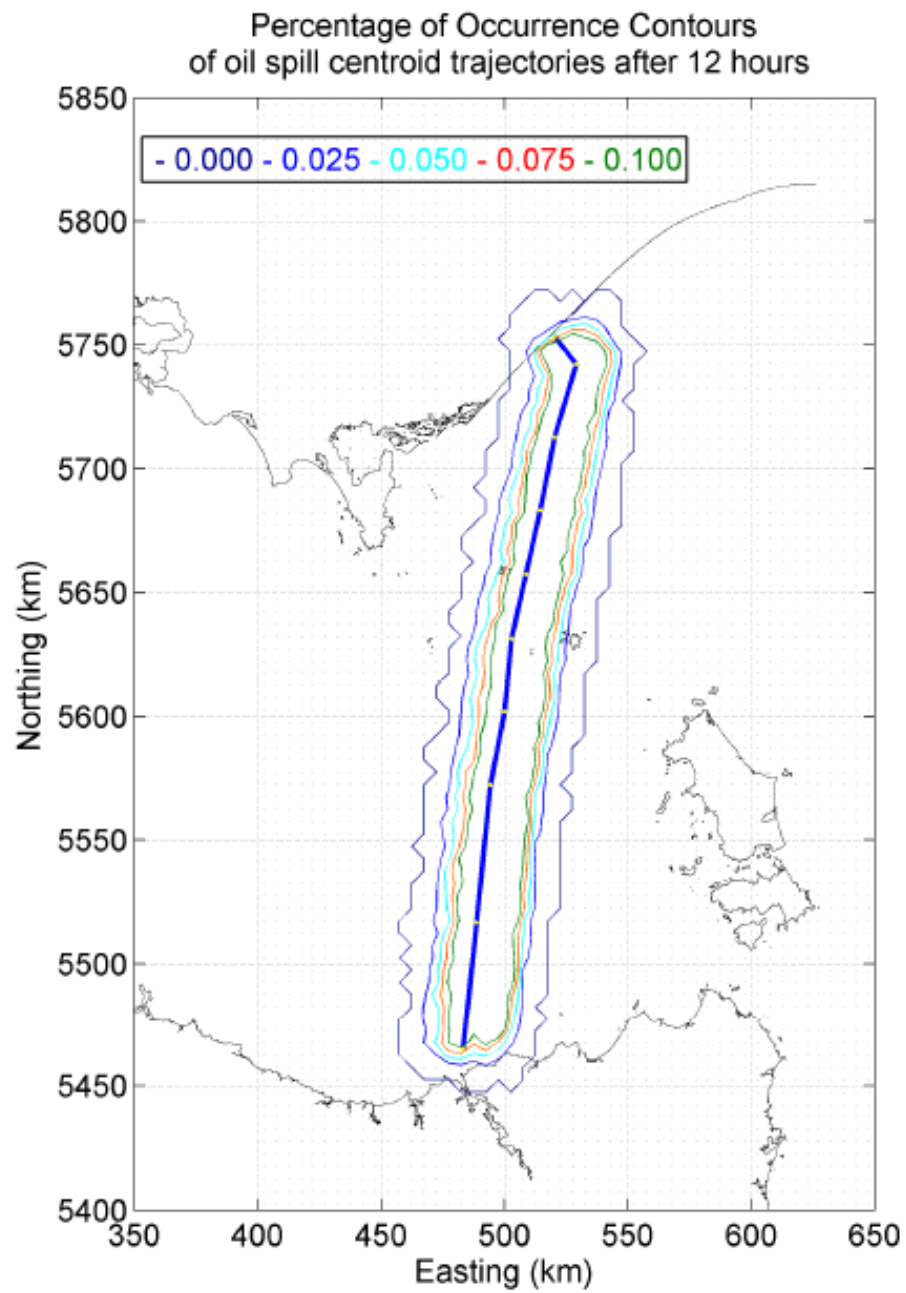 Percentage of Occurrence Contours
of oil spill centroid trajectories after 12 hours
- 0.000 - 0.025 - 0.050 - 0.075 - 0.100
5850
5800
5750
5700
5650
5600
5550
5500
5450
5400
Northing (km)
350 400 450 500 550 600 650
Easting (km)